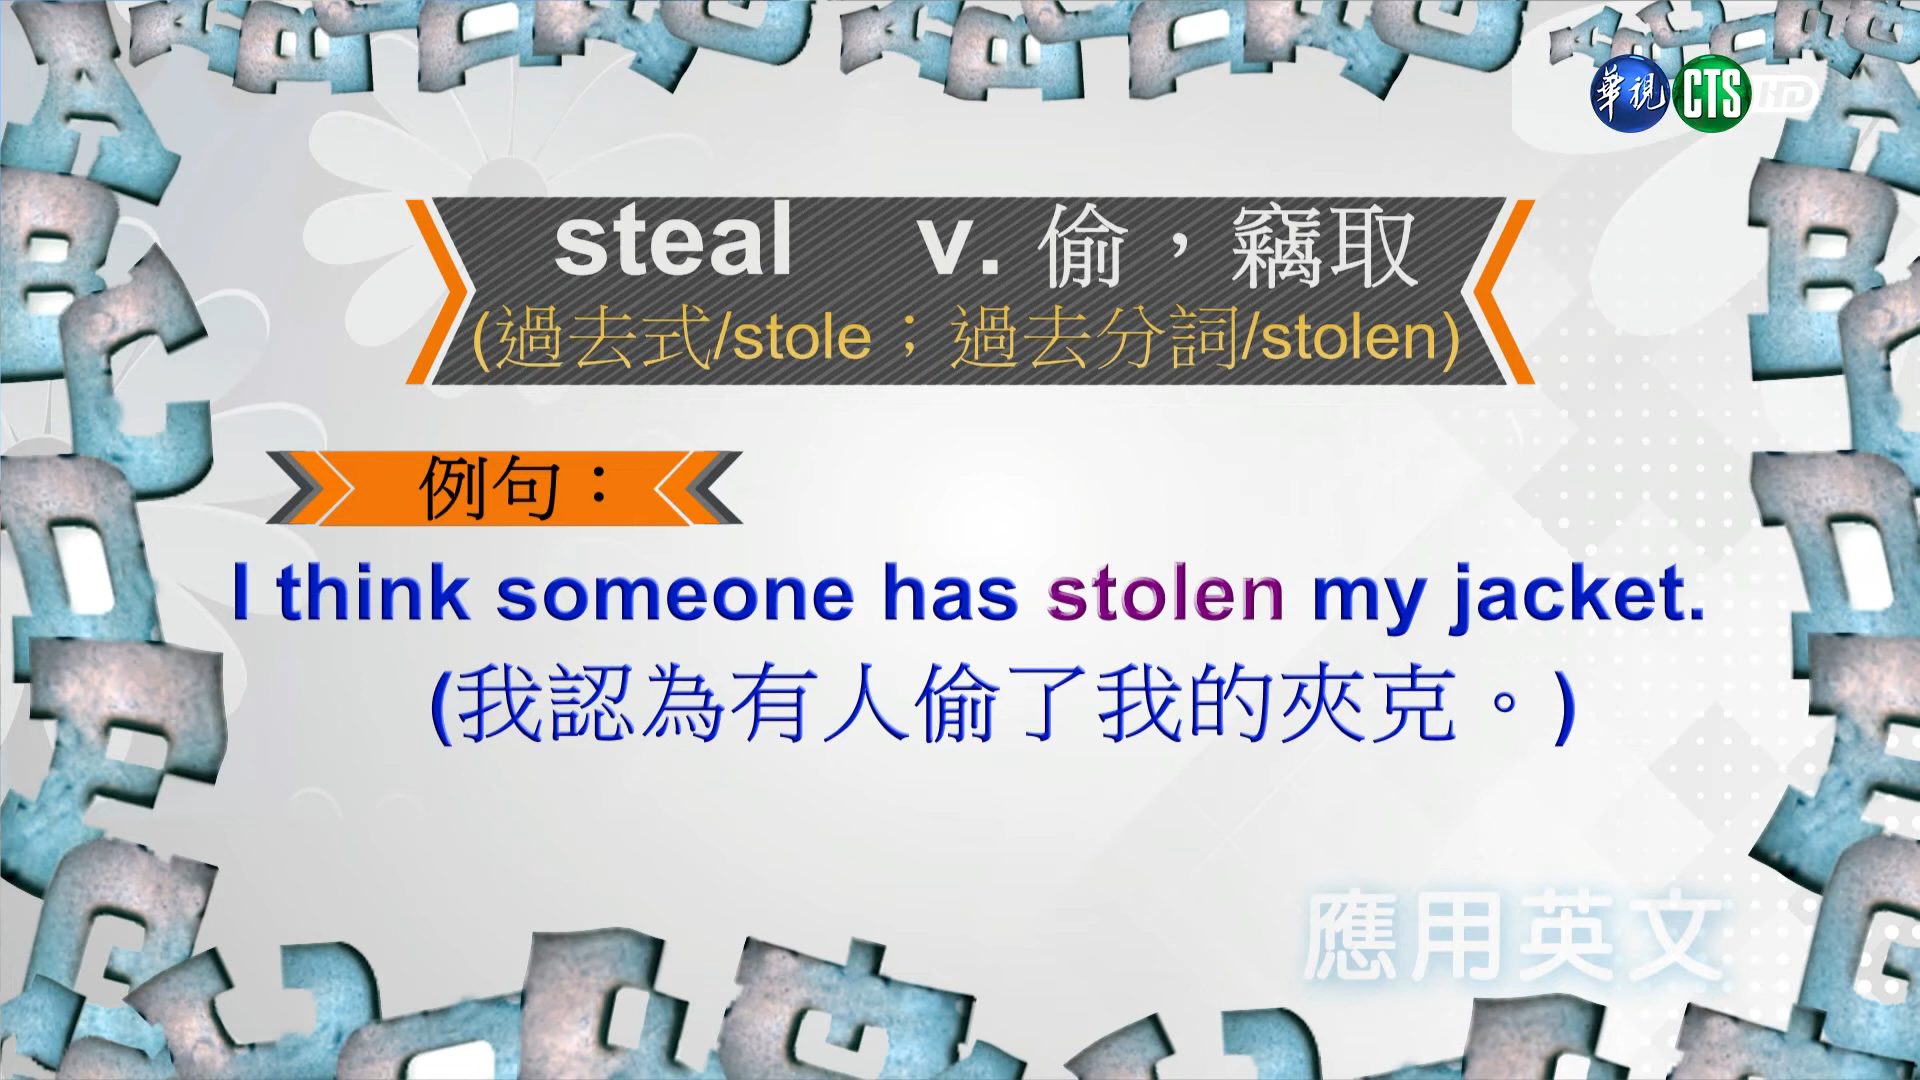 華視 CTS HD
steal v. 偷，竊取
(過去式/stole；過去分詞/stolen)
例句：
I think someone has stolen my jacket.
(我認為有人偷了我的夾克。)
應用英文